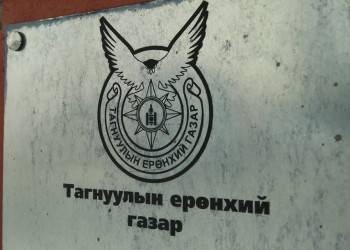 ТАГНУУЛЫН ЕРӨНХИЙ ГАЗАР
Тагнуулын ерөнхий
газар